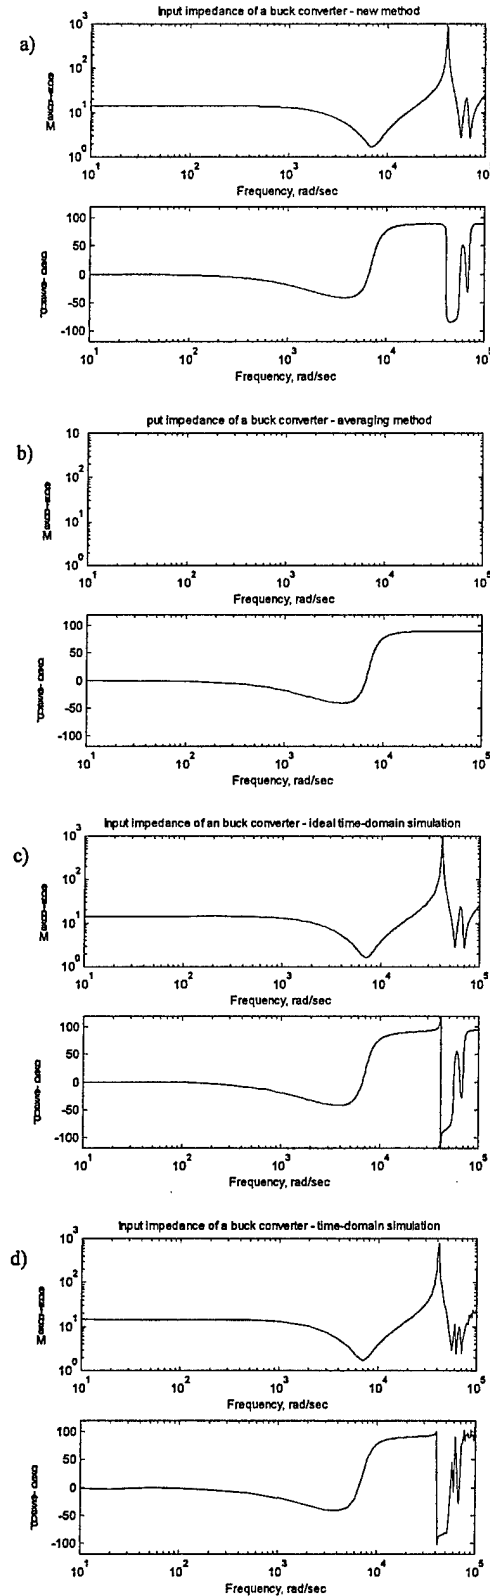 a)
Input impedance of a buck converter - new method
10^3
10^2
10^1
10^0
10^1 10^2 10^3 10^4 10^5
Frequency, rad/sec
100
50
0
-50
-100
10^1 10^2 10^3 10^4 10^5
Frequency, rad/sec
b)
put impedance of a buck converter - averaging method
10
10^2
10^1
10^0
10^1 10^2 10^3 10^4 10^5
Frequency, rad/sec
100
50
0
-50
-100
10^1 10^2 10^3 10^4 10^5
Frequency, rad/sec
c)
Input impedance of an buck converter - ideal time-domain simulation
10^3
10^2
10^1
10^0
10^1 10^2 10^3 10^4 10^5
Frequency, rad/sec
100
50
0
-50
-100
10^1 10^2 10^3 10^4 10^5
Frequency, rad/sec
d)
Input impedance of a buck converter - time-domain simulation
10^3
10^2
10^1
10^0
10^1 10^2 10^3 10^4 10^5
Frequency, rad/sec
100
50
0
-50
-100
10^1 10^2 10^3 10^4 10^5
Frequency, rad/sec